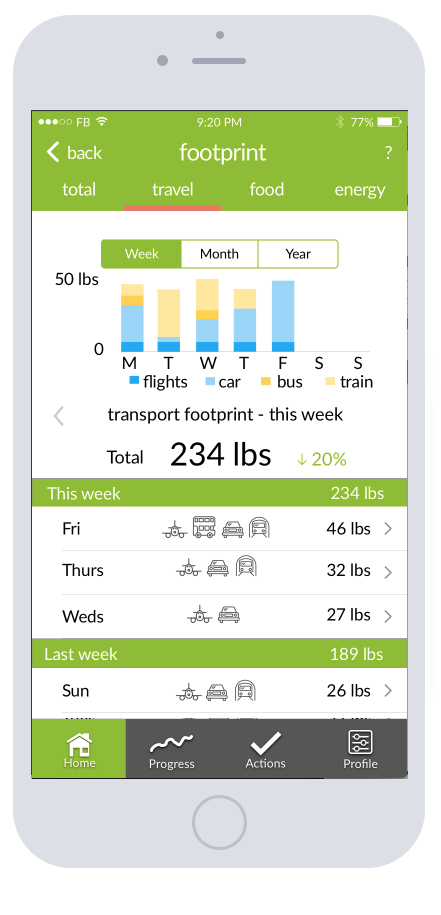 FB 9:20 PM 77%
back footprint ?
total travel food energy
Week Month Year
50 lbs
0
M T W T F S S
flights car bus train
transport footprint - this week
Total 234 lbs ↓ 20%
This week 234 lbs
Fri 46 lbs
Thurs 32 lbs
Weds 27 lbs
Last week 189 lbs
Sun 26 lbs
Home Progress Actions Profile